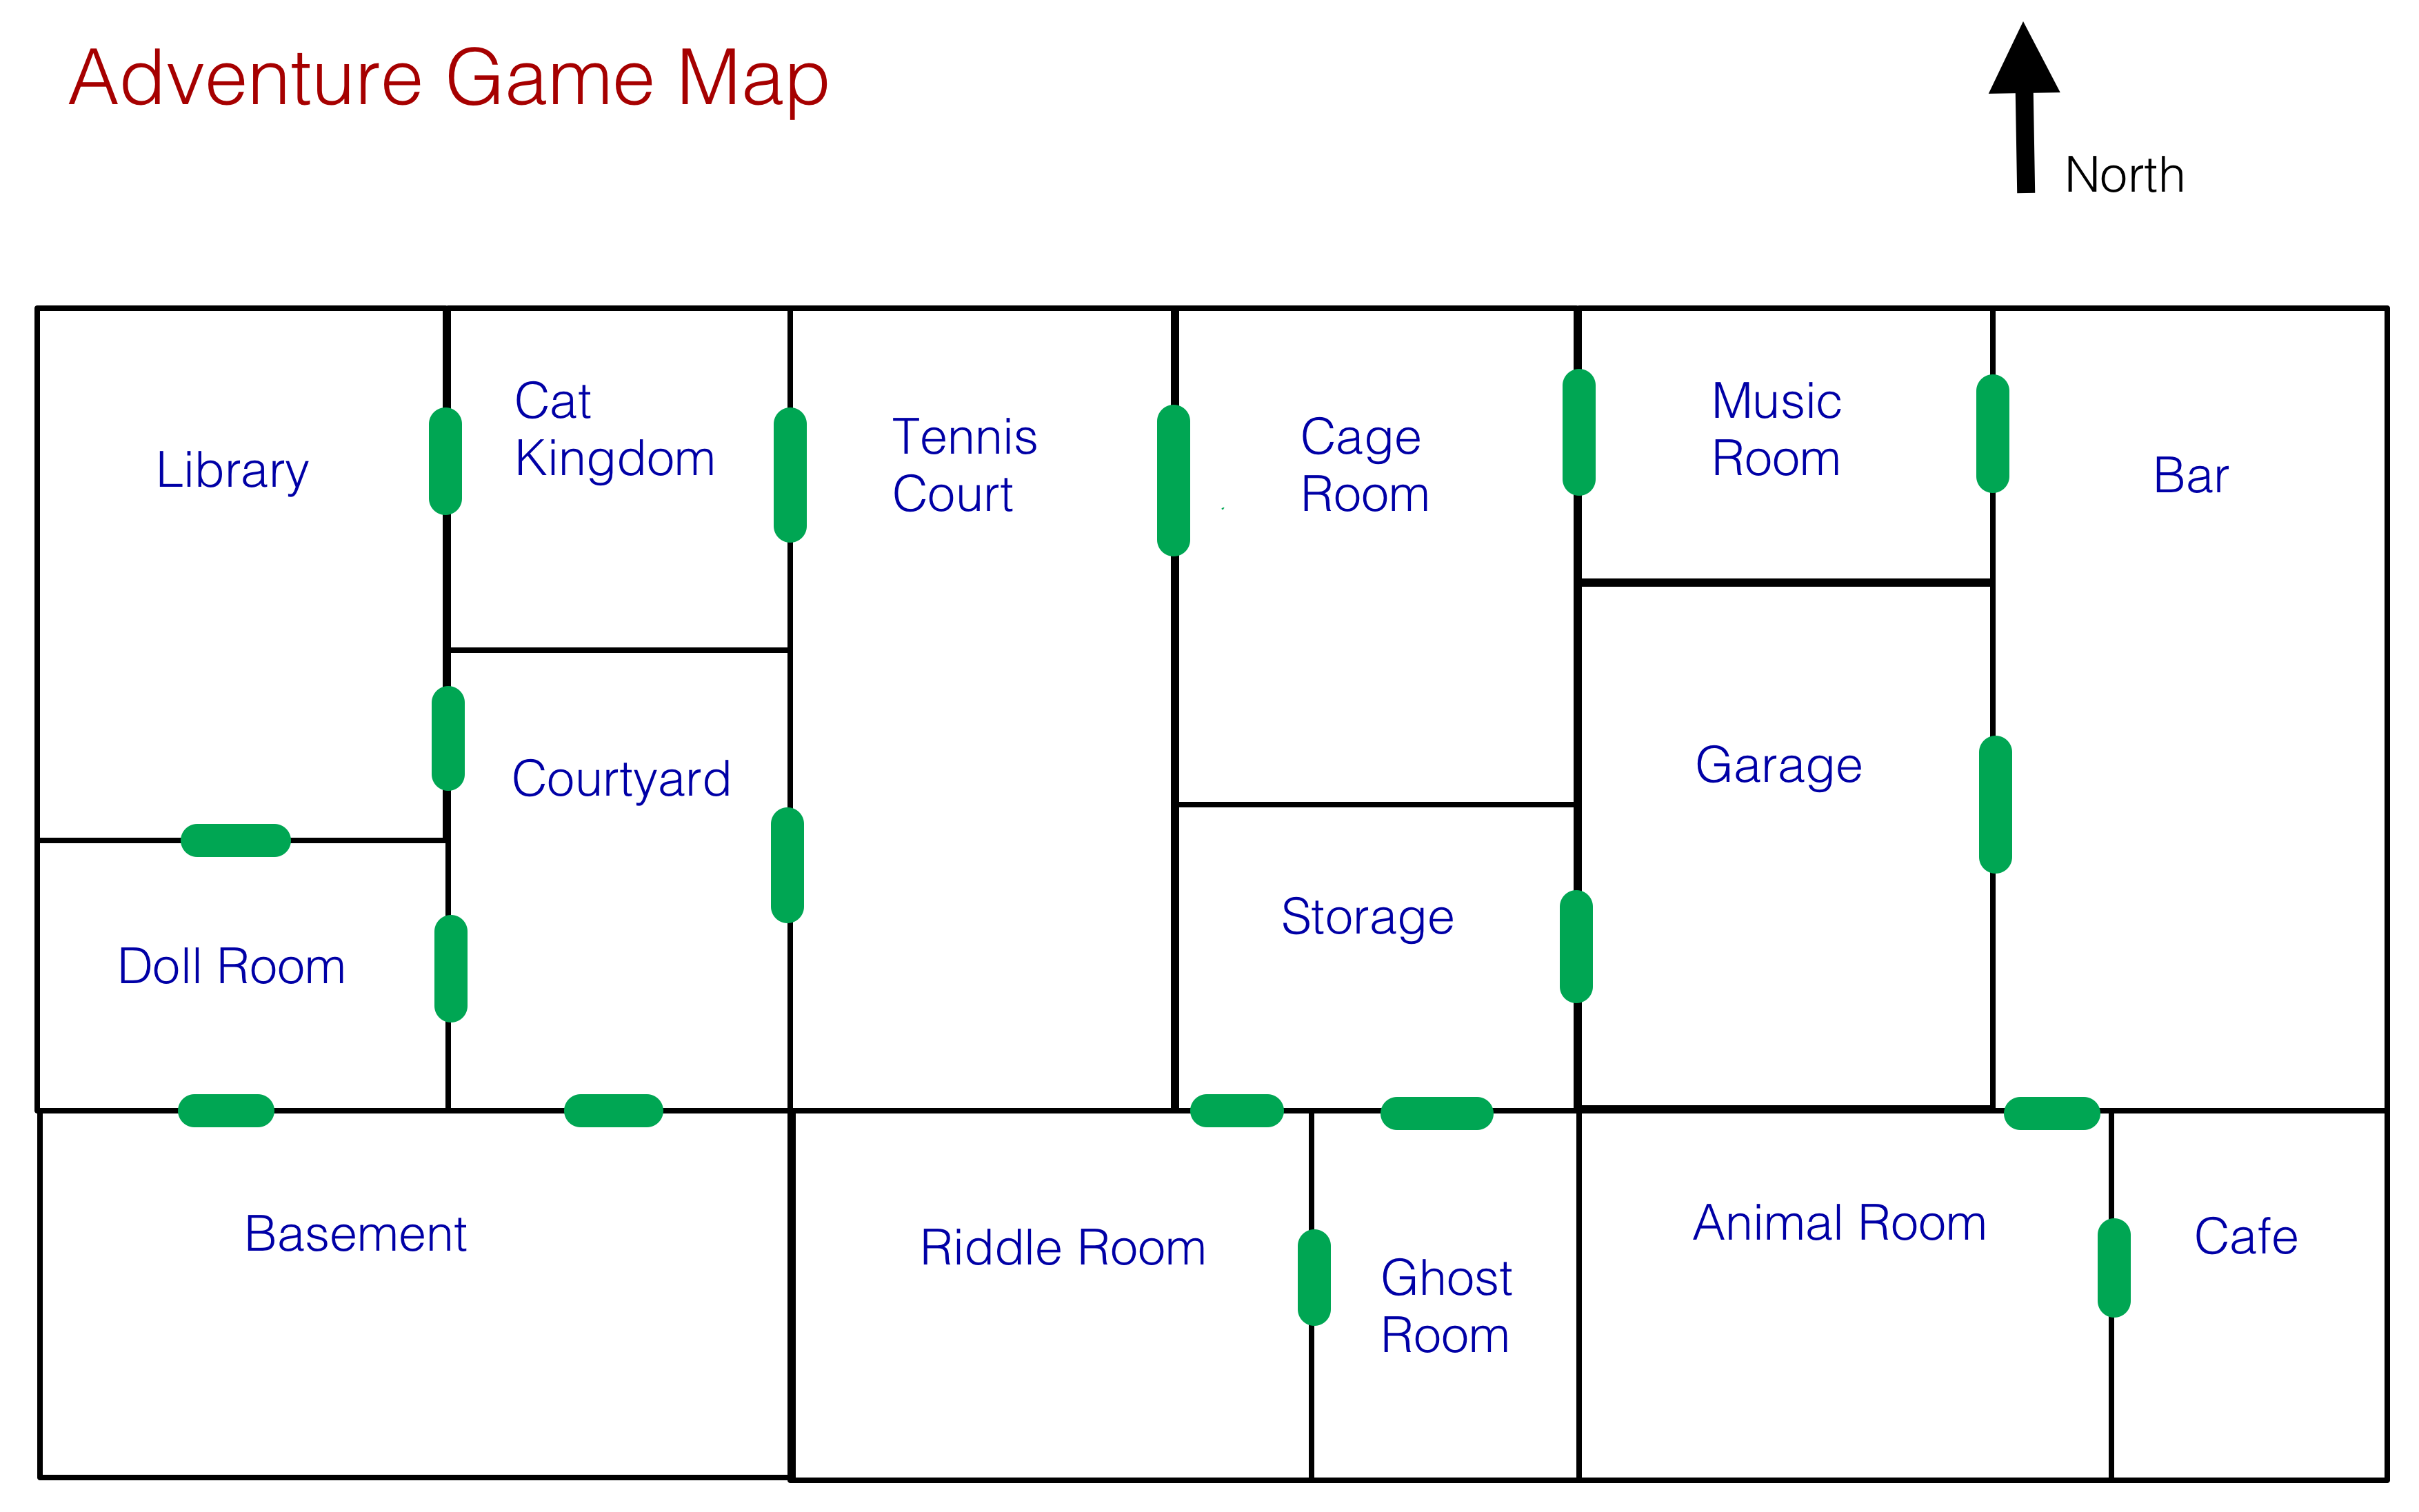 Adventure Game Map
North
Cat
Kingdom
Library
Tennis
Court
Cage
Room
Music
Room
Bar
Courtyard
Garage
Storage
Doll Room
Basement
Riddle Room
Ghost
Room
Animal Room
Cafe